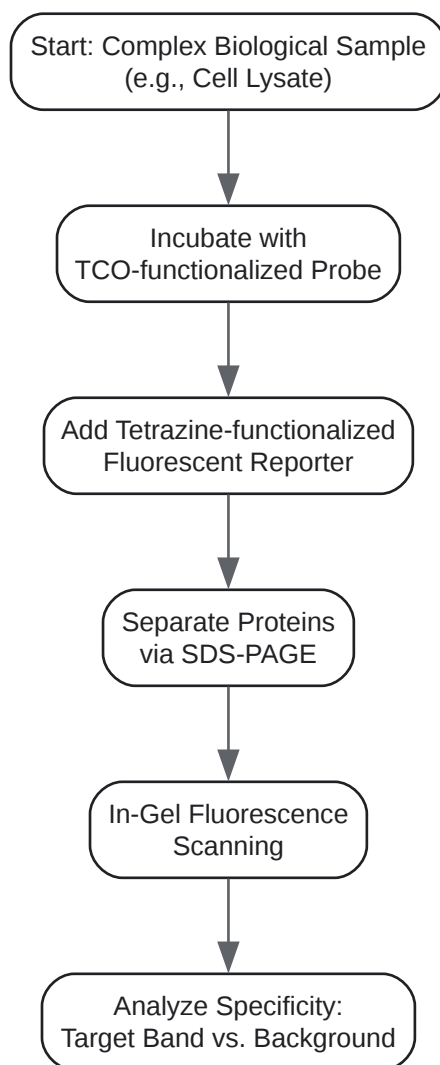 Start: Complex Biological Sample
(e.g., Cell Lysate)
Incubate with
TCO-functionalized Probe
Add Tetrazine-functionalized
Fluorescent Reporter
Separate Proteins
via SDS-PAGE
In-Gel Fluorescence
Scanning
Analyze Specificity:
Target Band vs. Background